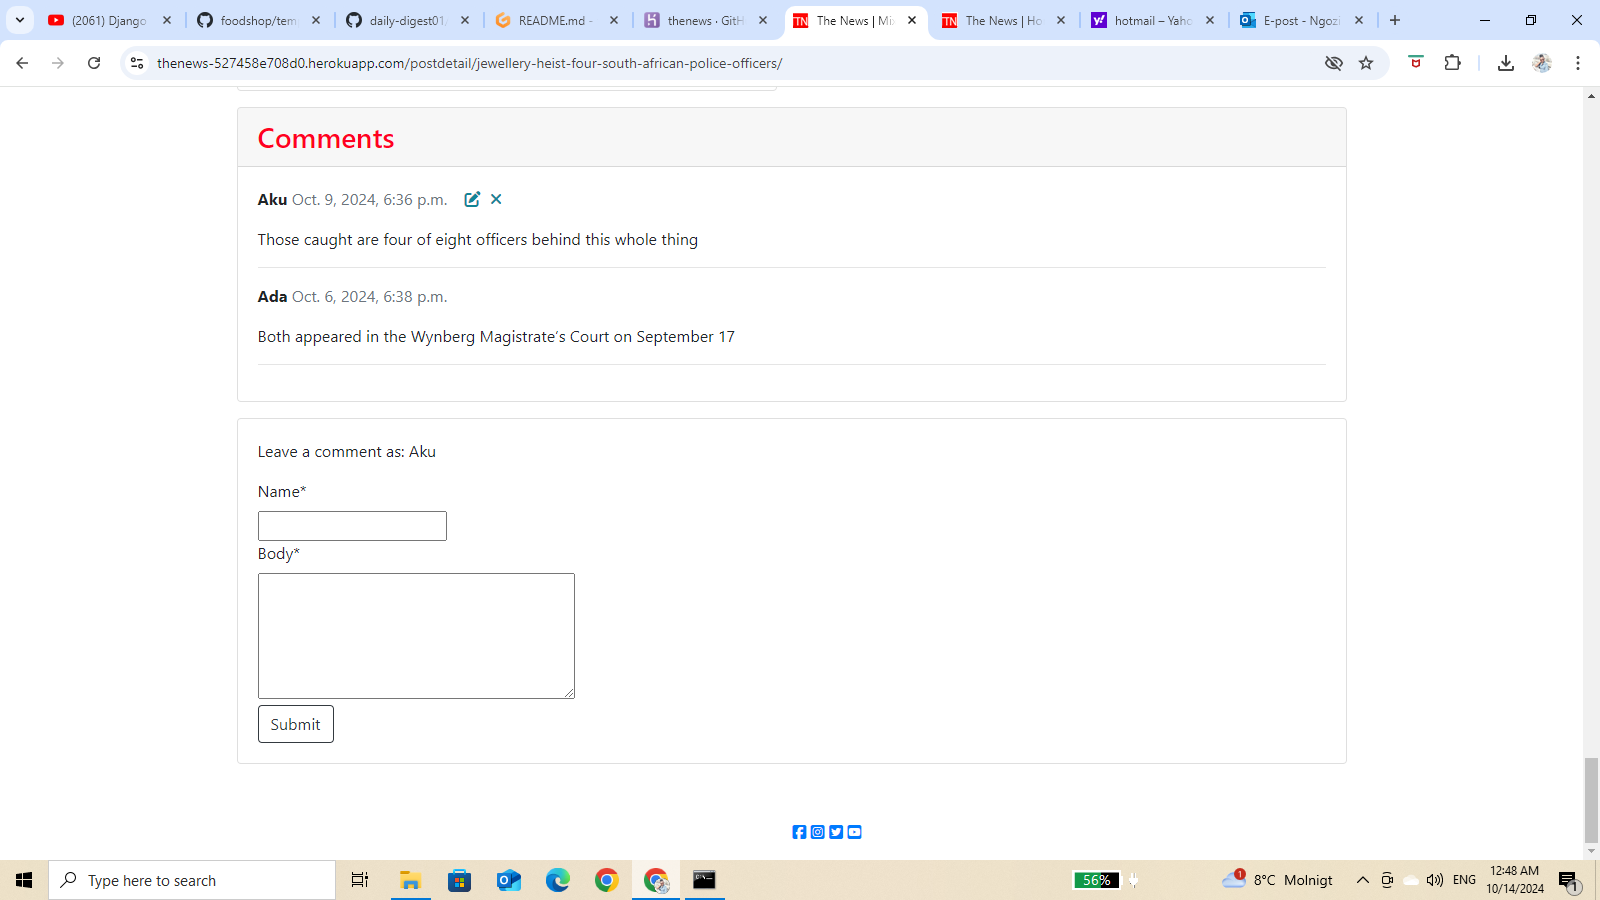 (2061) Django
foodshop/tem
daily-digest01/
README.md -
thenews · GitH
TN The News | Mix
TN The News | Ho
hotmail – Yaho
E-post - Ngozi
thenews-527458e708d0.herokuapp.com/postdetail/jewellery-heist-four-south-african-police-officers/
Comments
Aku Oct. 9, 2024, 6:36 p.m.
Those caught are four of eight officers behind this whole thing
Ada Oct. 6, 2024, 6:38 p.m.
Both appeared in the Wynberg Magistrate’s Court on September 17
Leave a comment as: Aku
Name*
Body*
Submit
Type here to search
56%
1
8°C Molnigt
ENG
12:48 AM
10/14/2024
1